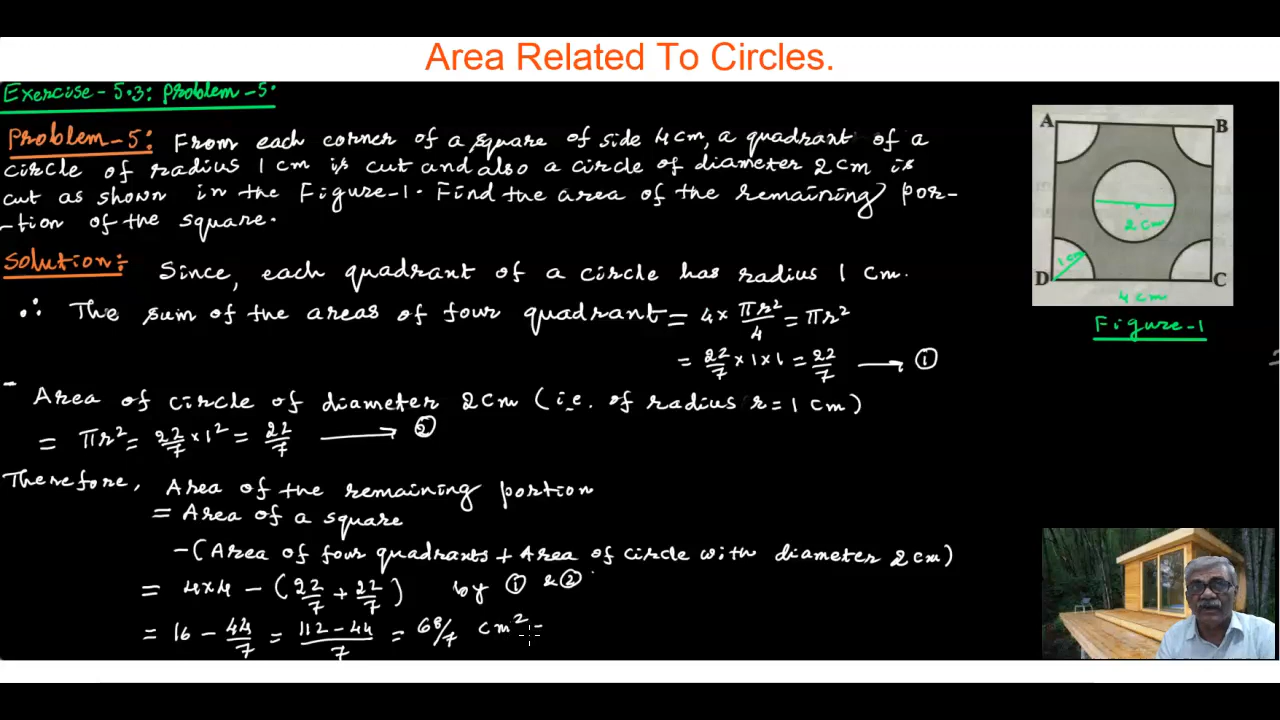 Area Related To Circles.
Exercise - 5.3: Problem - 5.
Problem-5: From each corner of a square of side 4 cm, a quadrant of a
circle of radius 1 cm is cut and also a circle of diameter 2 cm is
cut as shown in the Figure-1. Find the area of the remaining por-
-tion of the square.
Solution:- Since, each quadrant of a circle has radius 1 cm.
∴ The sum of the areas of four quadrant = 4 × πr²/4 = πr²
= 22/7 × 1 × 1 = 22/7 → ①
Area of circle of diameter 2 cm (i.e. of radius r = 1 cm)
= πr² = 22/7 × 1² = 22/7 → ②
Therefore, Area of the remaining portion
= Area of a square
- (Area of four quadrants + Area of circle with diameter 2 cm)
= 4×4 - (22/7 + 22/7) by ① & ②.
= 16 - 44/7 = 112 - 44/7 = 68/7 cm²
A
B
2 cm
1 cm
D
C
4 cm
Figure-1